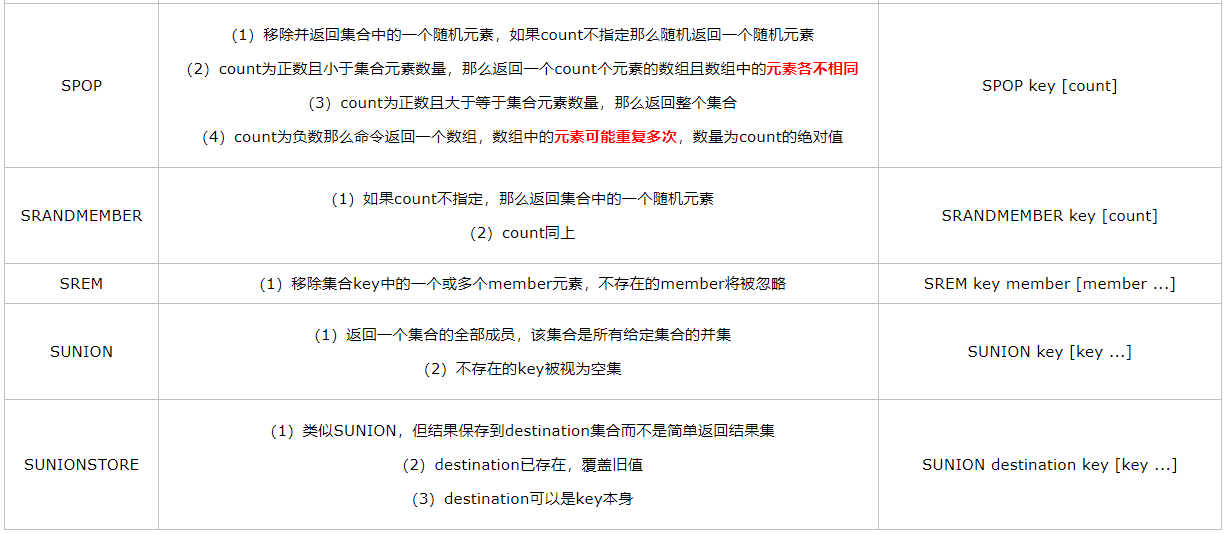 SPOP
(1)移除并返回集合中的一个随机元素，如果count不指定那么随机返回一个随机元素
(2)count为正数且小于集合元素数量，那么返回一个count个元素的数组且数组中的元素各不相同
(3)count为正数且大于等于集合元素数量，那么返回整个集合
(4)count为负数那么命令返回一个数组，数组中的元素可能重复多次，数量为count的绝对值
SPOP key [count]
SRANDMEMBER
(1)如果count不指定，那么返回集合中的一个随机元素
(2)count同上
SRANDMEMBER key [count]
SREM
(1)移除集合key中的一个或多个member元素，不存在的member将被忽略
SREM key member [member ...]
SUNION
(1)返回一个集合的全部成员，该集合是所有给定集合的并集
(2)不存在的key被视为空集
SUNION key [key ...]
SUNIONSTORE
(1)类似SUNION，但结果保存到destination集合而不是简单返回结果集
(2)destination已存在，覆盖旧值
(3)destination可以是key本身
SUNION destination key [key ...]